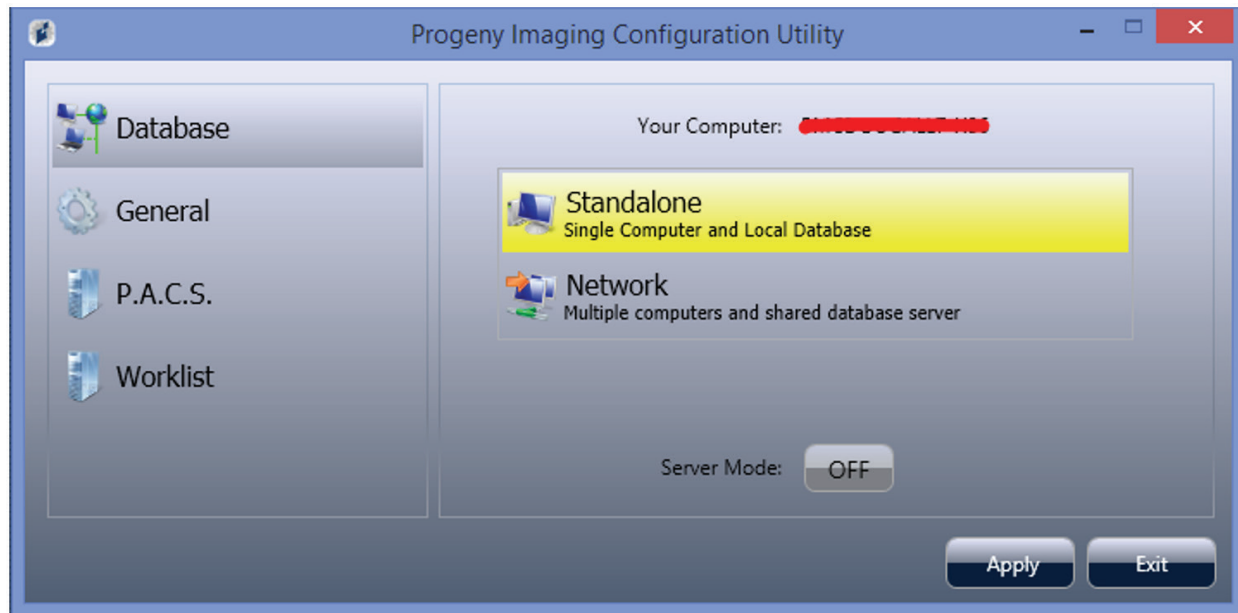 Progeny Imaging Configuration Utility
Database
General
P.A.C.S.
Worklist
Your Computer:
Standalone
Single Computer and Local Database
Network
Multiple computers and shared database server
Server Mode: OFF
Apply Exit